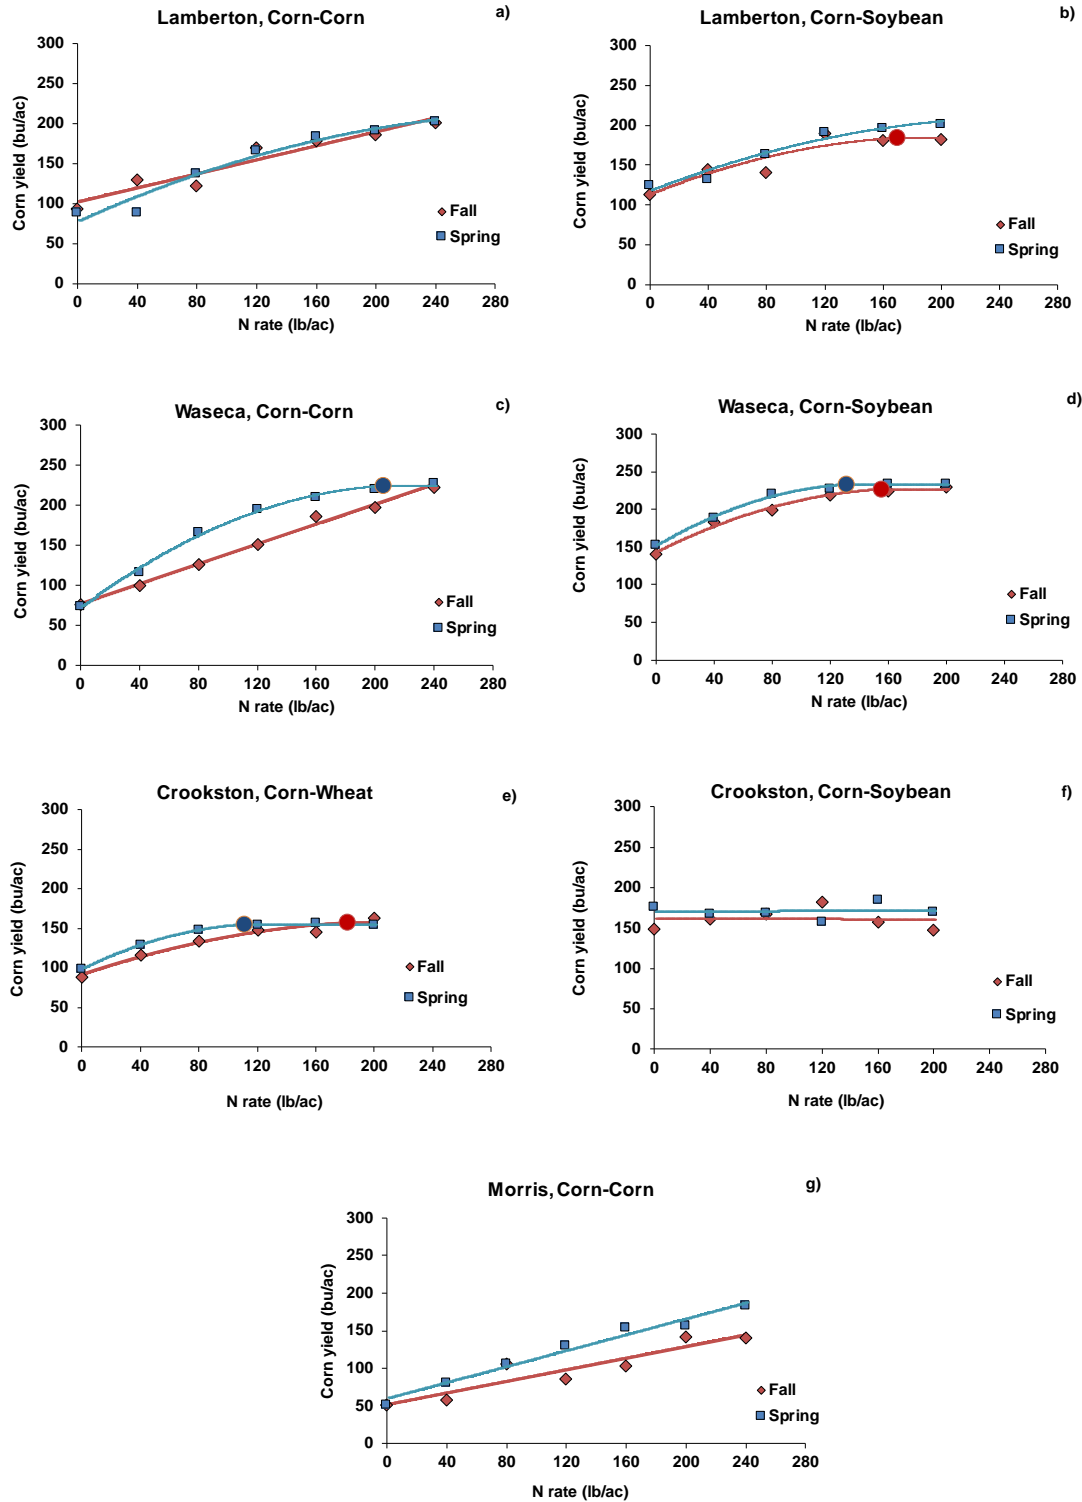 Lamberton, Corn-Corn
a)
300
250
200
150
100
50
0
Corn yield (bu/ac)
Fall
Spring
0 40 80 120 160 200 240 280
N rate (lb/ac)
Lamberton, Corn-Soybean
b)
300
250
200
150
100
50
0
Corn yield (bu/ac)
Fall
Spring
0 40 80 120 160 200 240 280
N rate (lb/ac)
Waseca, Corn-Corn
c)
300
250
200
150
100
50
0
Corn yield (bu/ac)
Fall
Spring
0 40 80 120 160 200 240 280
N rate (lb/ac)
Waseca, Corn-Soybean
d)
300
250
200
150
100
50
0
Corn yield (bu/ac)
Fall
Spring
0 40 80 120 160 200 240 280
N rate (lb/ac)
Crookston, Corn-Wheat
e)
300
250
200
150
100
50
0
Corn yield (bu/ac)
Fall
Spring
0 40 80 120 160 200 240 280
N rate (lb/ac)
Crookston, Corn-Soybean
f)
300
250
200
150
100
50
0
Corn yield (bu/ac)
Fall
Spring
0 40 80 120 160 200 240 280
N rate (lb/ac)
Morris, Corn-Corn
g)
300
250
200
150
100
50
0
Corn yield (bu/ac)
Fall
Spring
0 40 80 120 160 200 240 280
N rate (lb/ac)